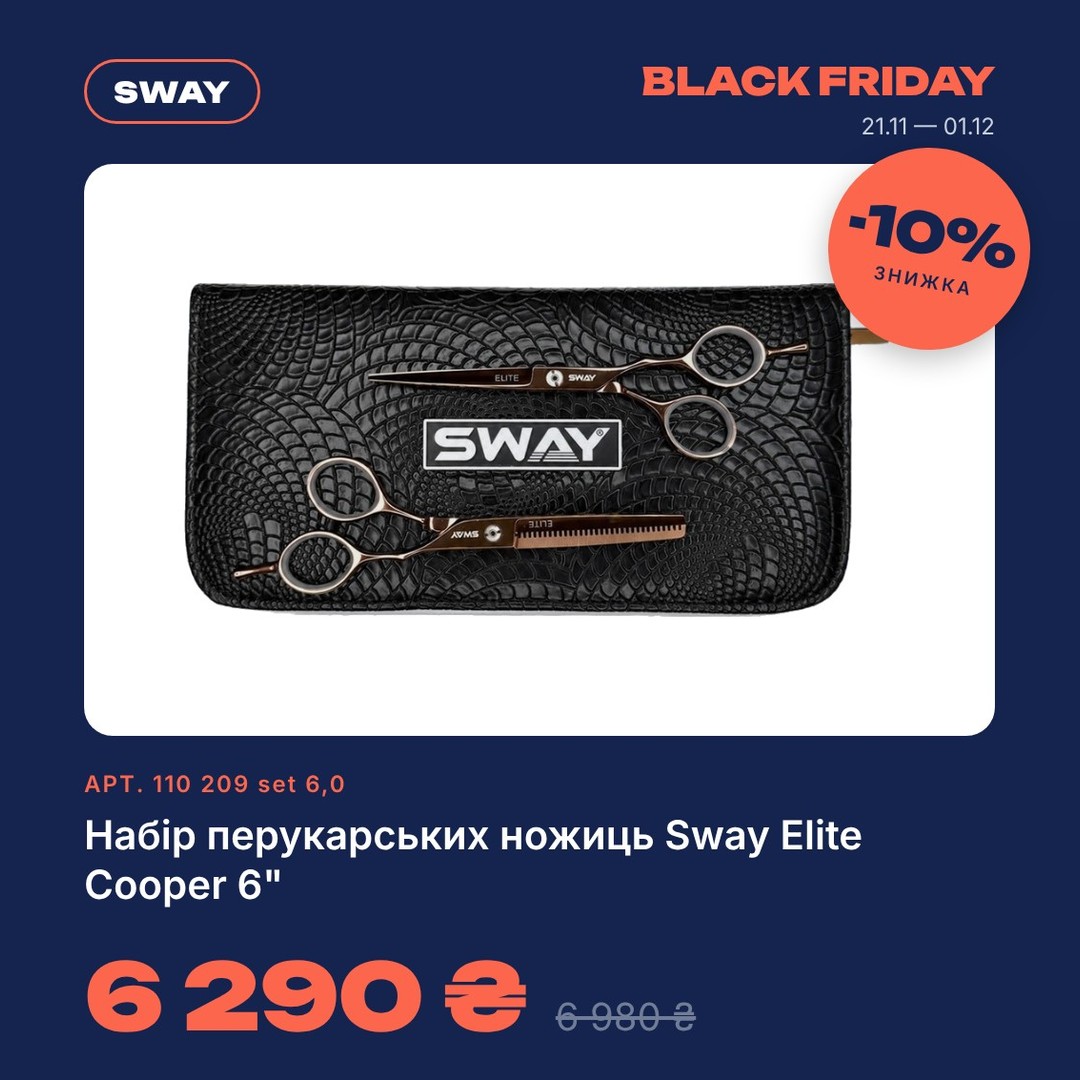 SWAY
BLACK FRIDAY
21.11 — 01.12
-10%
ЗНИЖКА
ELITE SWAY
SWAY®
SWAY ELITE
АРТ. 110 209 set 6,0
Набір перукарських ножиць Sway Elite
Cooper 6"
6 290 ₴ 6 980 ₴